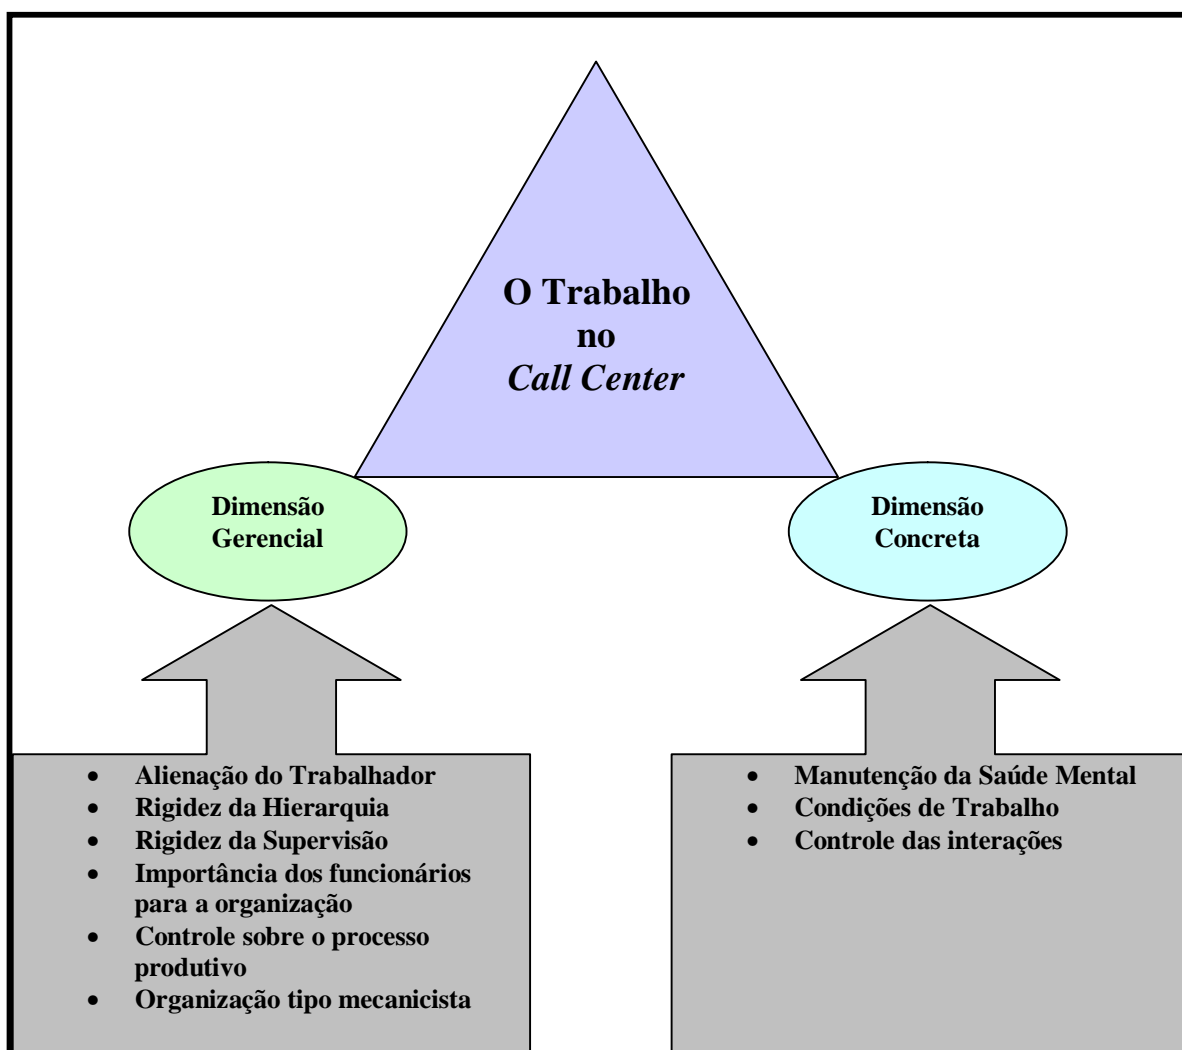 O Trabalho
no
Call Center
Dimensão
Gerencial
Dimensão
Concreta
• Alienação do Trabalhador
• Rigidez da Hierarquia
• Rigidez da Supervisão
• Importância dos funcionários
para a organização
• Controle sobre o processo
produtivo
• Organização tipo mecanicista
• Manutenção da Saúde Mental
• Condições de Trabalho
• Controle das interações